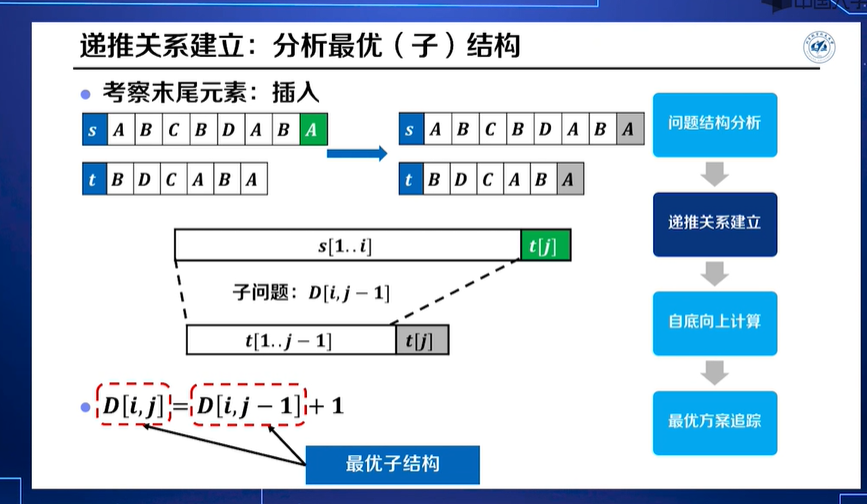 递推关系建立：分析最优（子）结构
考察末尾元素：插入
s A B C B D A B A
s A B C B D A B A
t B D C A B A
t B D C A B A
s[1..i] t[j]
子问题：D[i, j − 1]
t[1..j − 1] t[j]
D[i, j] = D[i, j − 1] + 1
最优子结构
问题结构分析
递推关系建立
自底向上计算
最优方案追踪